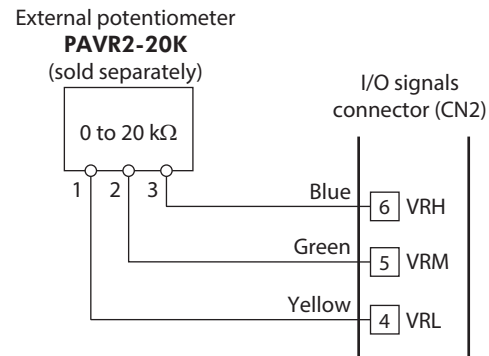 External potentiometer
PAVR2-20K
(sold separately)
I/O signals
connector (CN2)
0 to 20 kΩ
1 2 3
Blue 6 VRH
Green 5 VRM
Yellow 4 VRL